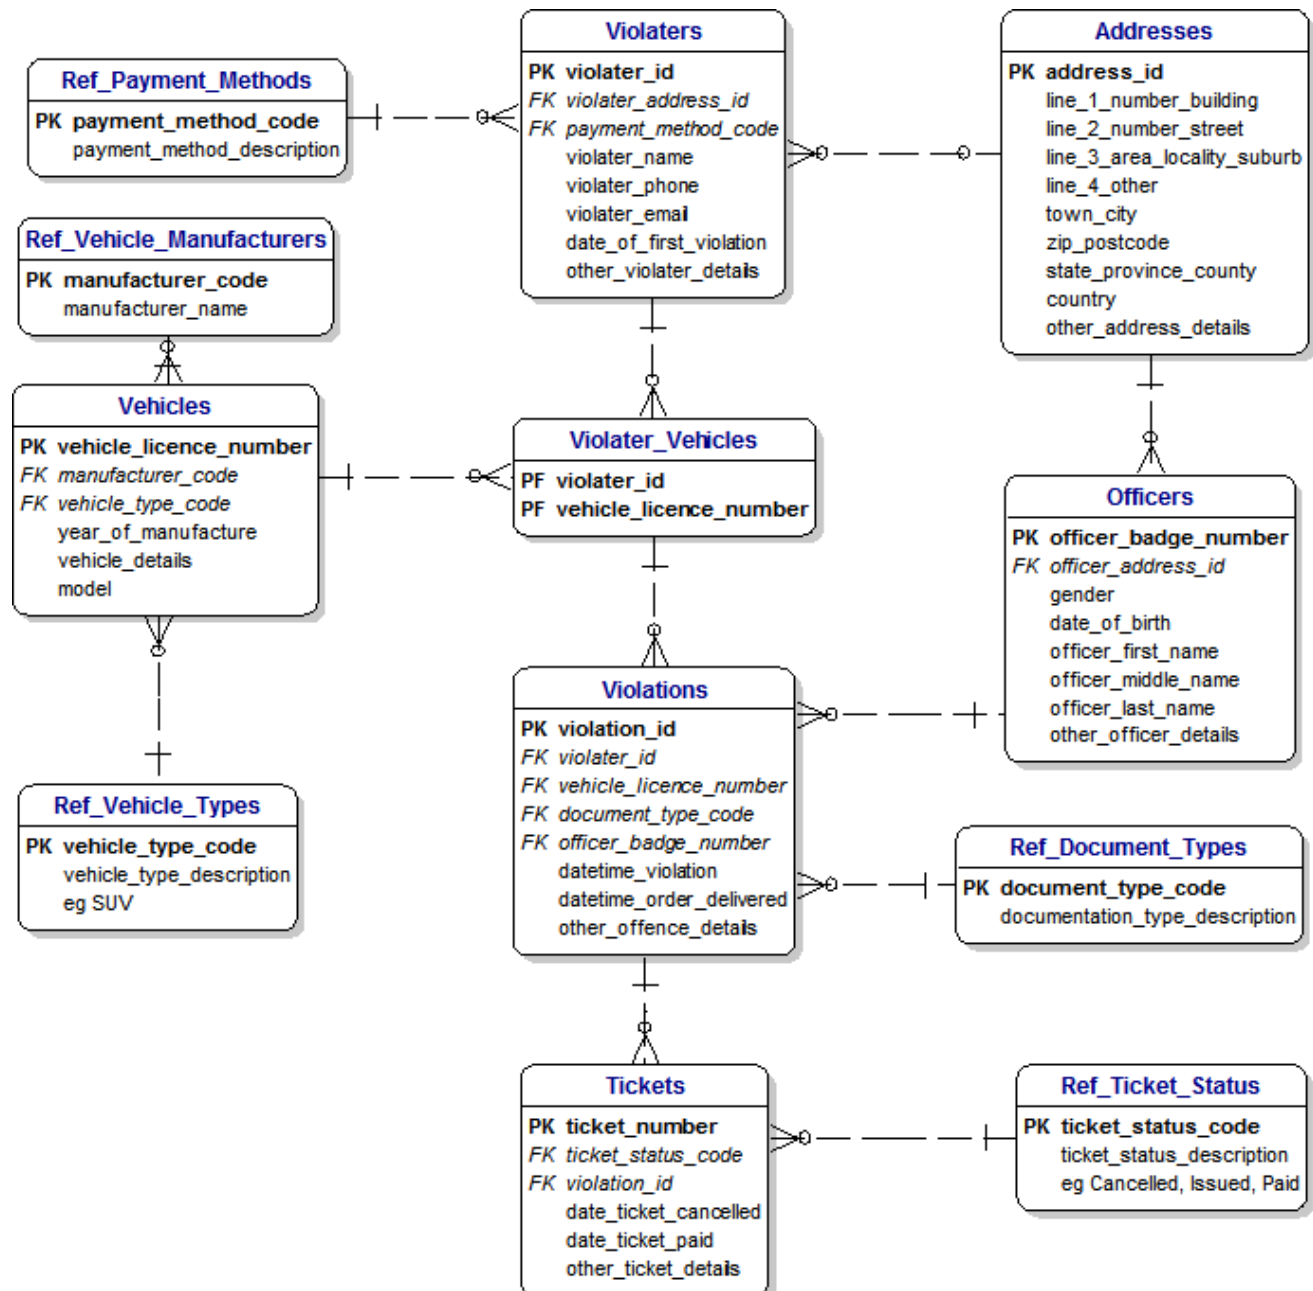 Violaters
PK violater_id
FK violater_address_id
FK payment_method_code
violater_name
violater_phone
violater_email
date_of_first_violation
other_violater_details
Addresses
PK address_id
line_1_number_building
line_2_number_street
line_3_area_locality_suburb
line_4_other
town_city
zip_postcode
state_province_county
country
other_address_details
Ref_Payment_Methods
PK payment_method_code
payment_method_description
Ref_Vehicle_Manufacturers
PK manufacturer_code
manufacturer_name
Vehicles
PK vehicle_licence_number
FK manufacturer_code
FK vehicle_type_code
year_of_manufacture
vehicle_details
model
Violater_Vehicles
PF violater_id
PF vehicle_licence_number
Officers
PK officer_badge_number
FK officer_address_id
gender
date_of_birth
officer_first_name
officer_middle_name
officer_last_name
other_officer_details
Violations
PK violation_id
FK violater_id
FK vehicle_licence_number
FK document_type_code
FK officer_badge_number
datetime_violation
datetime_order_delivered
other_offence_details
Ref_Vehicle_Types
PK vehicle_type_code
vehicle_type_description
eg SUV
Ref_Document_Types
PK document_type_code
documentation_type_description
Tickets
PK ticket_number
FK ticket_status_code
FK violation_id
date_ticket_cancelled
date_ticket_paid
other_ticket_details
Ref_Ticket_Status
PK ticket_status_code
ticket_status_description
eg Cancelled, Issued, Paid